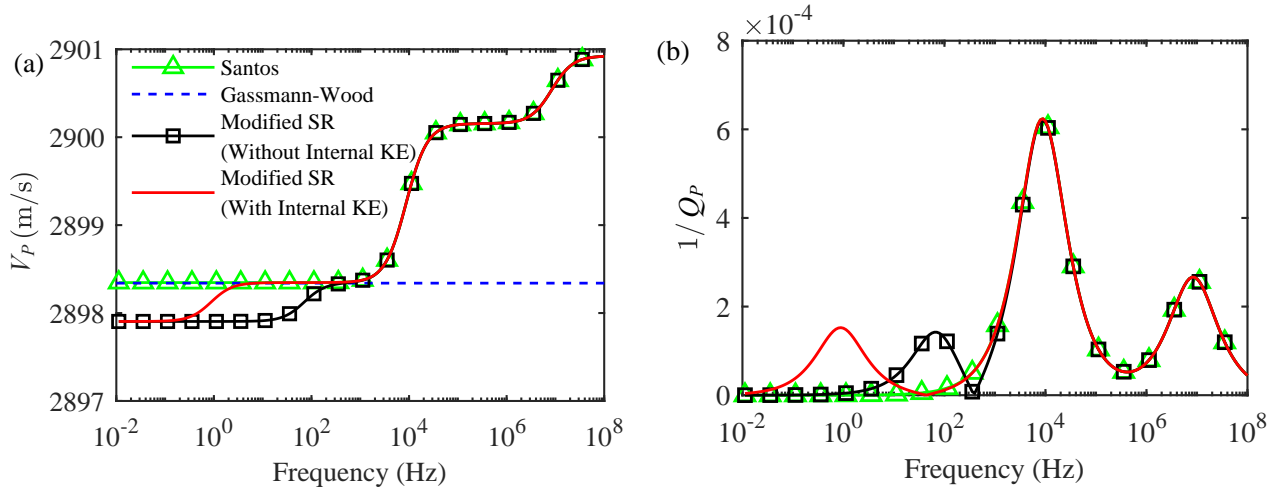 (a)
2901
2900
2899
2898
2897
V_P (m/s)
Santos
Gassmann-Wood
Modified SR
(Without Internal KE)
Modified SR
(With Internal KE)
10^-2 10^0 10^2 10^4 10^6 10^8
Frequency (Hz)
(b)
×10^-4
8
6
4
2
0
1/Q_P
10^-2 10^0 10^2 10^4 10^6 10^8
Frequency (Hz)